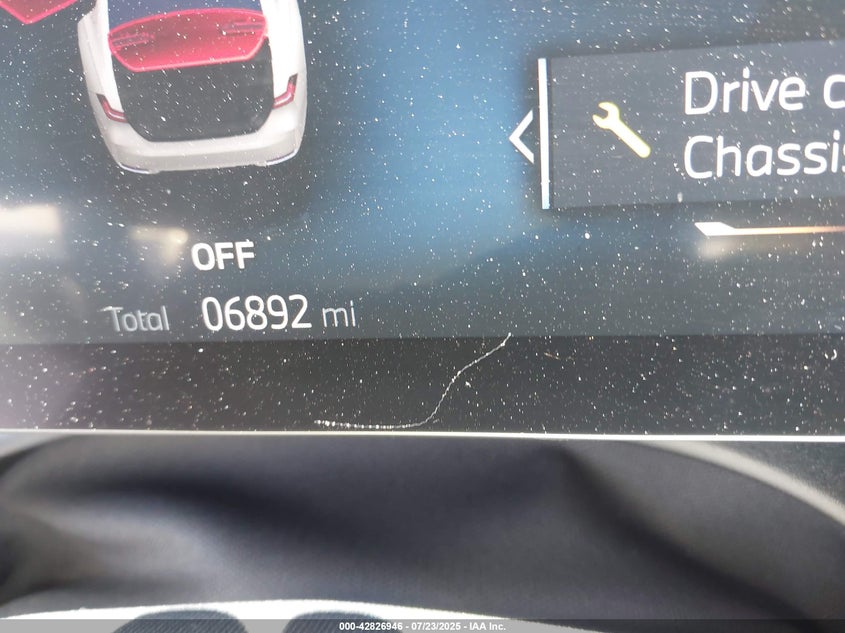 Drive
Chassis
OFF
Total 06892 mi
000-42826946 - 07/23/2025 - IAA Inc.